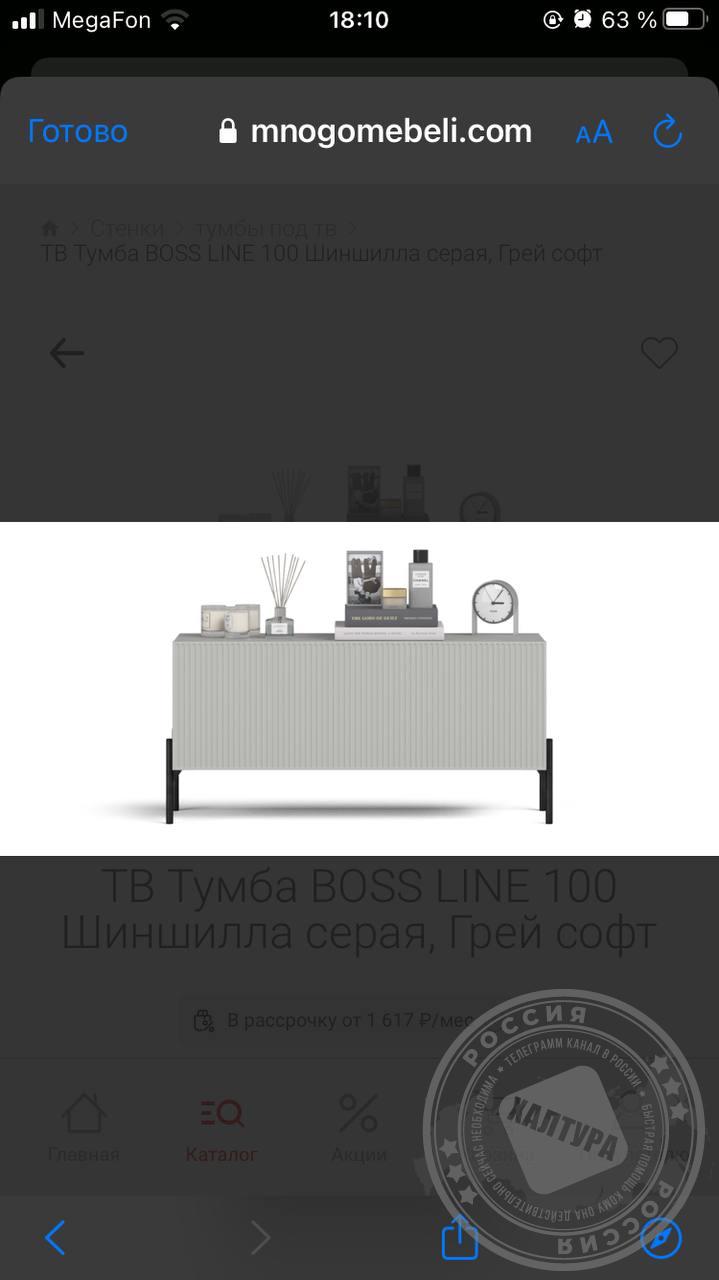 MegaFon 18:10 63 %
Готово mnogomebeli.com AA
Стенки тумбы под тв
ТВ Тумба BOSS LINE 100 Шиншилла серая, Грей софт
ТВ Тумба BOSS LINE 100
Шиншилла серая, Грей софт
В рассрочку от 1 617 ₽/мес
Главная Каталог Акции
РОССИЯ
ТЕЛЕГРАММ КАНАЛ В РОССИИ
БЫСТРАЯ ПОМОЩЬ КОМУ ОНА ДЕЙСТВИТЕЛЬНО СЕЙЧАС НЕОБХОДИМА
ХАЛТУРА
РОССИЯ